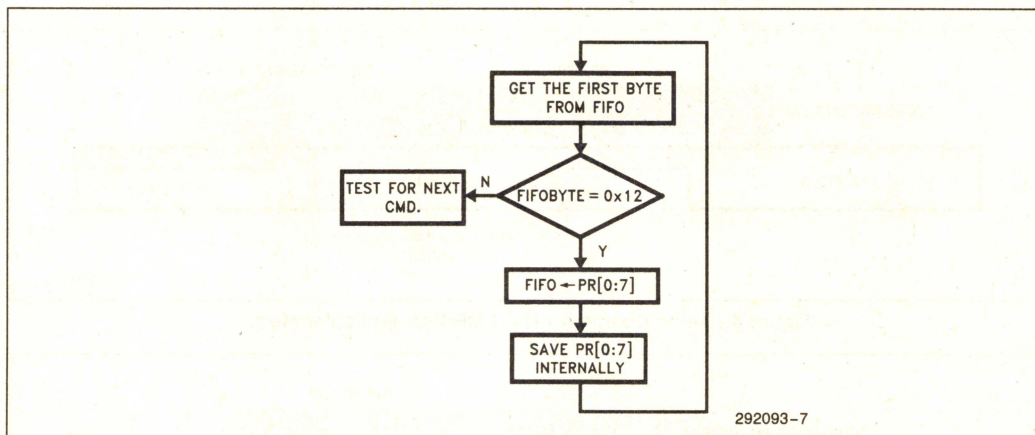 GET THE FIRST BYTE
FROM FIFO
FIFOBYTE = 0x12
N
TEST FOR NEXT
CMD.
Y
FIFO ← PR[0:7]
SAVE PR[0:7]
INTERNALLY
292093-7